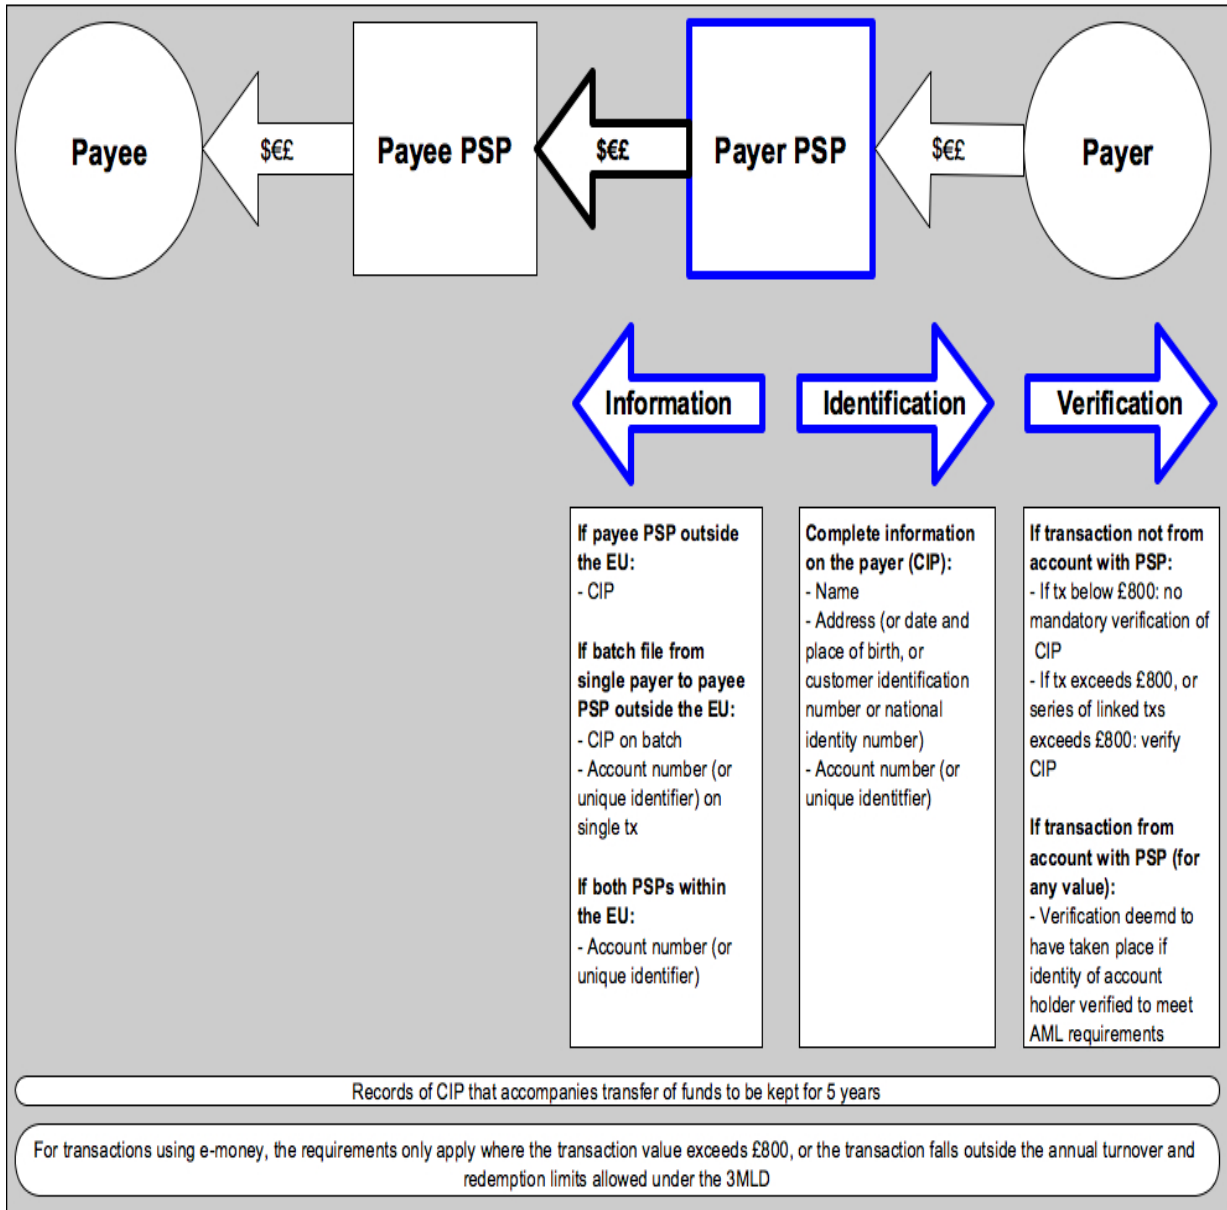 Payee
$€£
Payee PSP
$€£
Payer PSP
$€£
Payer
Information
Identification
Verification
If payee PSP outside
the EU:
- CIP
If batch file from
single payer to payee
PSP outside the EU:
- CIP on batch
- Account number (or
unique identifier) on
single tx
If both PSPs within
the EU:
- Account number (or
unique identifier)
Complete information
on the payer (CIP):
- Name
- Address (or date and
place of birth, or
customer identification
number or national
identity number)
- Account number (or
unique identitfier)
If transaction not from
account with PSP:
- If tx below £800: no
mandatory verification of
CIP
- If tx exceeds £800, or
series of linked txs
exceeds £800: verify
CIP
If transaction from
account with PSP (for
any value):
- Verification deemd to
have taken place if
identity of account
holder verified to meet
AML requirements
Records of CIP that accompanies transfer of funds to be kept for 5 years
For transactions using e-money, the requirements only apply where the transaction value exceeds £800, or the transaction falls outside the annual turnover and
redemption limits allowed under the 3MLD